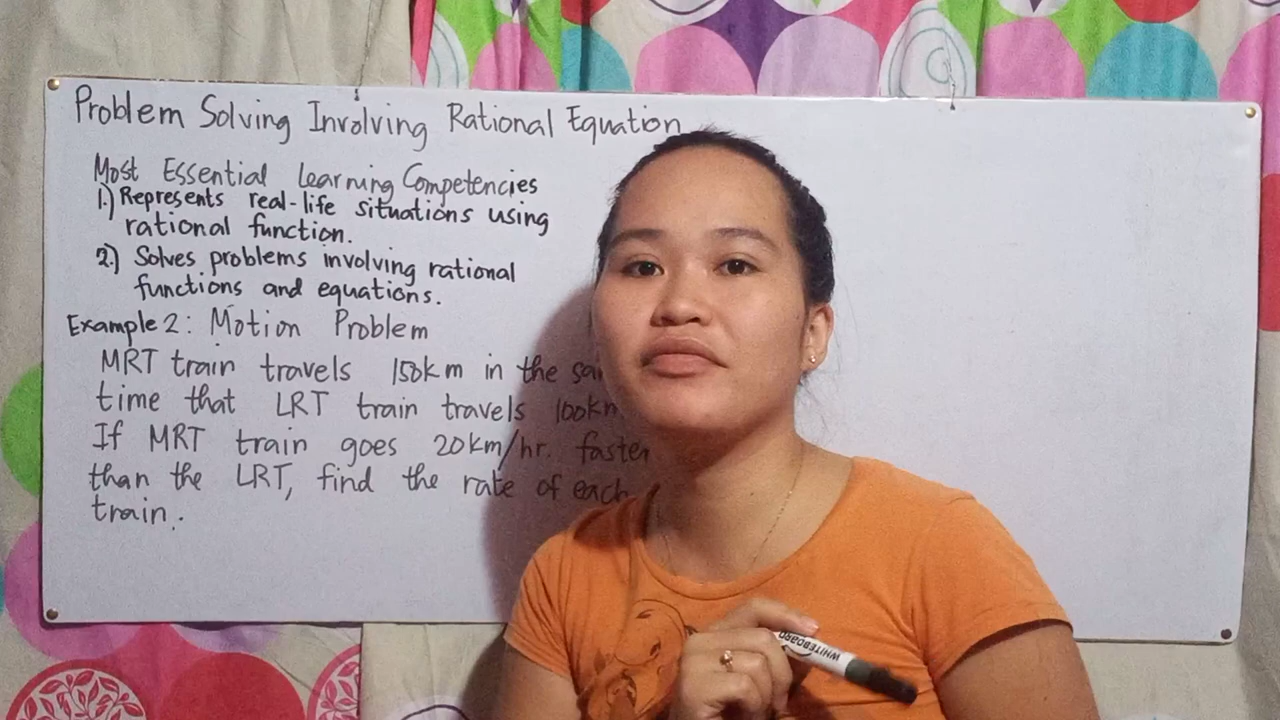 Problem Solving Involving Rational Equation
Most Essential Learning Competencies
1.) Represents real-life situations using
rational function.
2.) Solves problems involving rational
functions and equations.
Example 2: Motion Problem
MRT train travels 150km in the
time that LRT train travels 100km
If MRT train goes 20km/hr. faster
than the LRT, find the rate of each
train.
WHITEBOARD